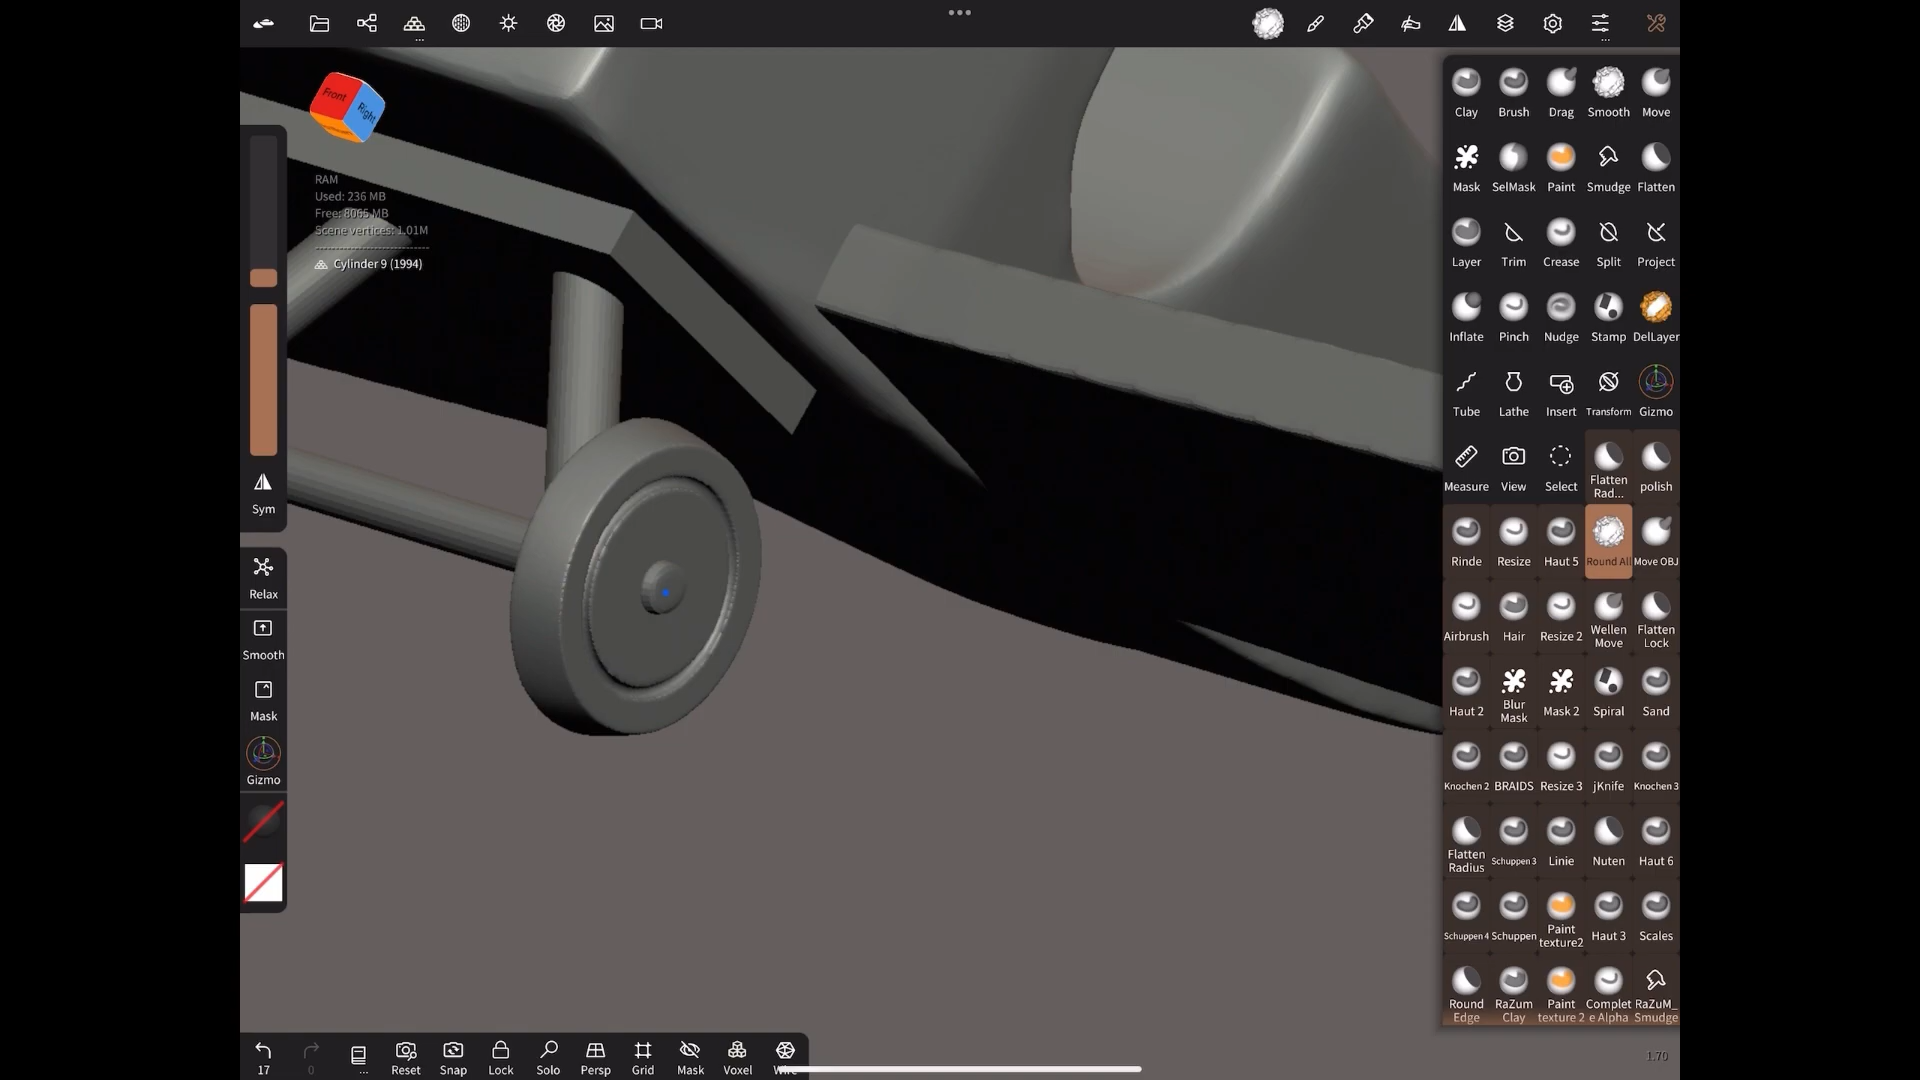 Front
Right
RAM
Used: 236 MB
Free: 8065 MB
Scene vertices: 1.01M
Cylinder 9 (1994)
Sym
Relax
Smooth
Mask
Gizmo
Clay Brush Drag Smooth Move
Mask SelMask Paint Smudge Flatten
Layer Trim Crease Split Project
Inflate Pinch Nudge Stamp DelLayer
Tube Lathe Insert Transform Gizmo
Measure View Select Flatten Rad... polish
Rinde Resize Haut 5 Round All Move OBJ
Airbrush Hair Resize 2 Wellen Move Flatten Lock
Haut 2 Blur Mask Mask 2 Spiral Sand
Knochen 2 BRAIDS Resize 3 jKnife Knochen 3
Flatten Radius Schuppen 3 Linie Nuten Haut 6
Schuppen 4 Schuppen Paint texture2 Haut 3 Scales
Round Edge RaZum Clay Paint texture 2 Complet e Alpha RaZuM_ Smudge
17 0 ... Reset Snap Lock Solo Persp Grid Mask Voxel
1.70